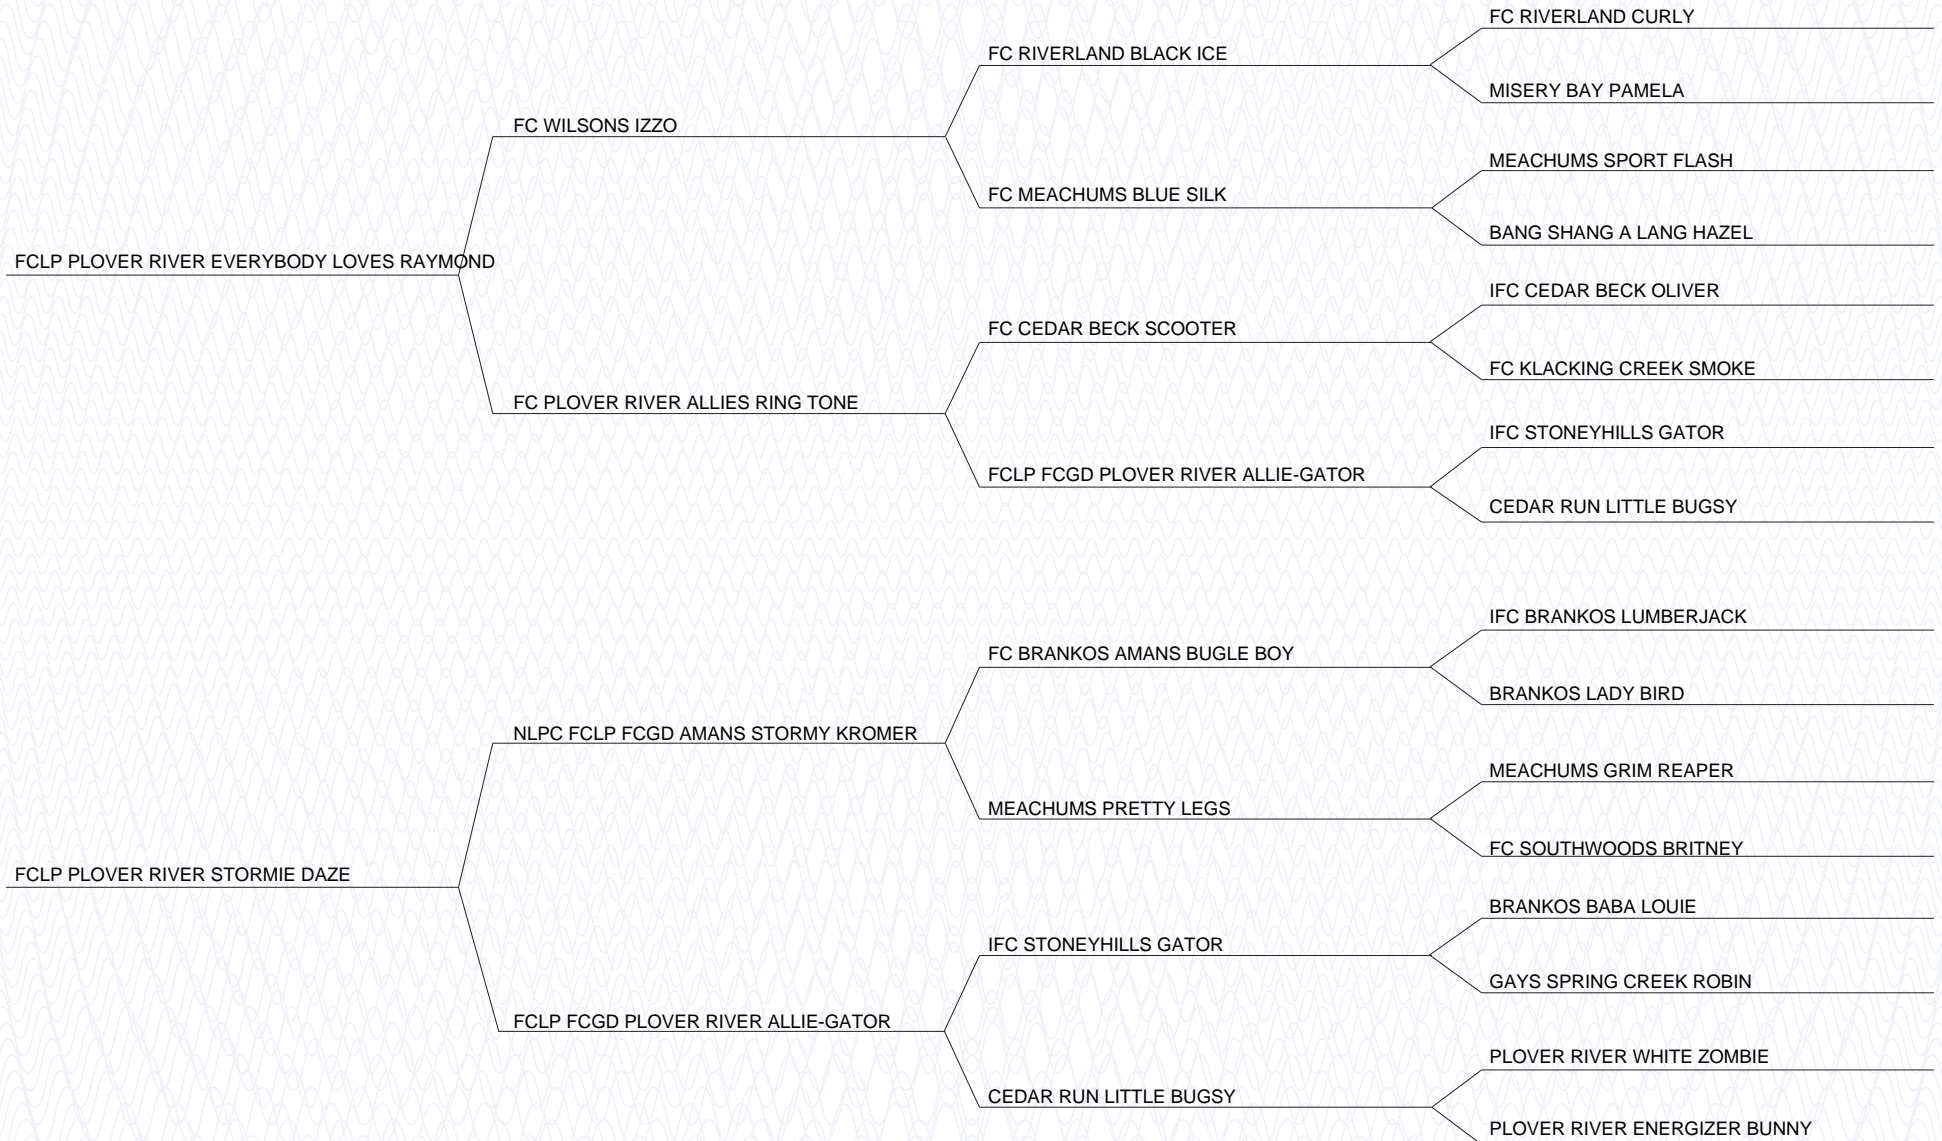 FC RIVERLAND CURLY
FC RIVERLAND BLACK ICE
MISERY BAY PAMELA
FC WILSONS IZZO
MEACHUMS SPORT FLASH
FC MEACHUMS BLUE SILK
BANG SHANG A LANG HAZEL
FCLP PLOVER RIVER EVERYBODY LOVES RAYMOND
IFC CEDAR BECK OLIVER
FC CEDAR BECK SCOOTER
FC KLACKING CREEK SMOKE
FC PLOVER RIVER ALLIES RING TONE
IFC STONEYHILLS GATOR
FCLP FCGD PLOVER RIVER ALLIE-GATOR
CEDAR RUN LITTLE BUGSY
IFC BRANKOS LUMBERJACK
FC BRANKOS AMANS BUGLE BOY
BRANKOS LADY BIRD
NLPC FCLP FCGD AMANS STORMY KROMER
MEACHUMS GRIM REAPER
MEACHUMS PRETTY LEGS
FC SOUTHWOODS BRITNEY
FCLP PLOVER RIVER STORMIE DAZE
BRANKOS BABA LOUIE
IFC STONEYHILLS GATOR
GAYS SPRING CREEK ROBIN
FCLP FCGD PLOVER RIVER ALLIE-GATOR
PLOVER RIVER WHITE ZOMBIE
CEDAR RUN LITTLE BUGSY
PLOVER RIVER ENERGIZER BUNNY